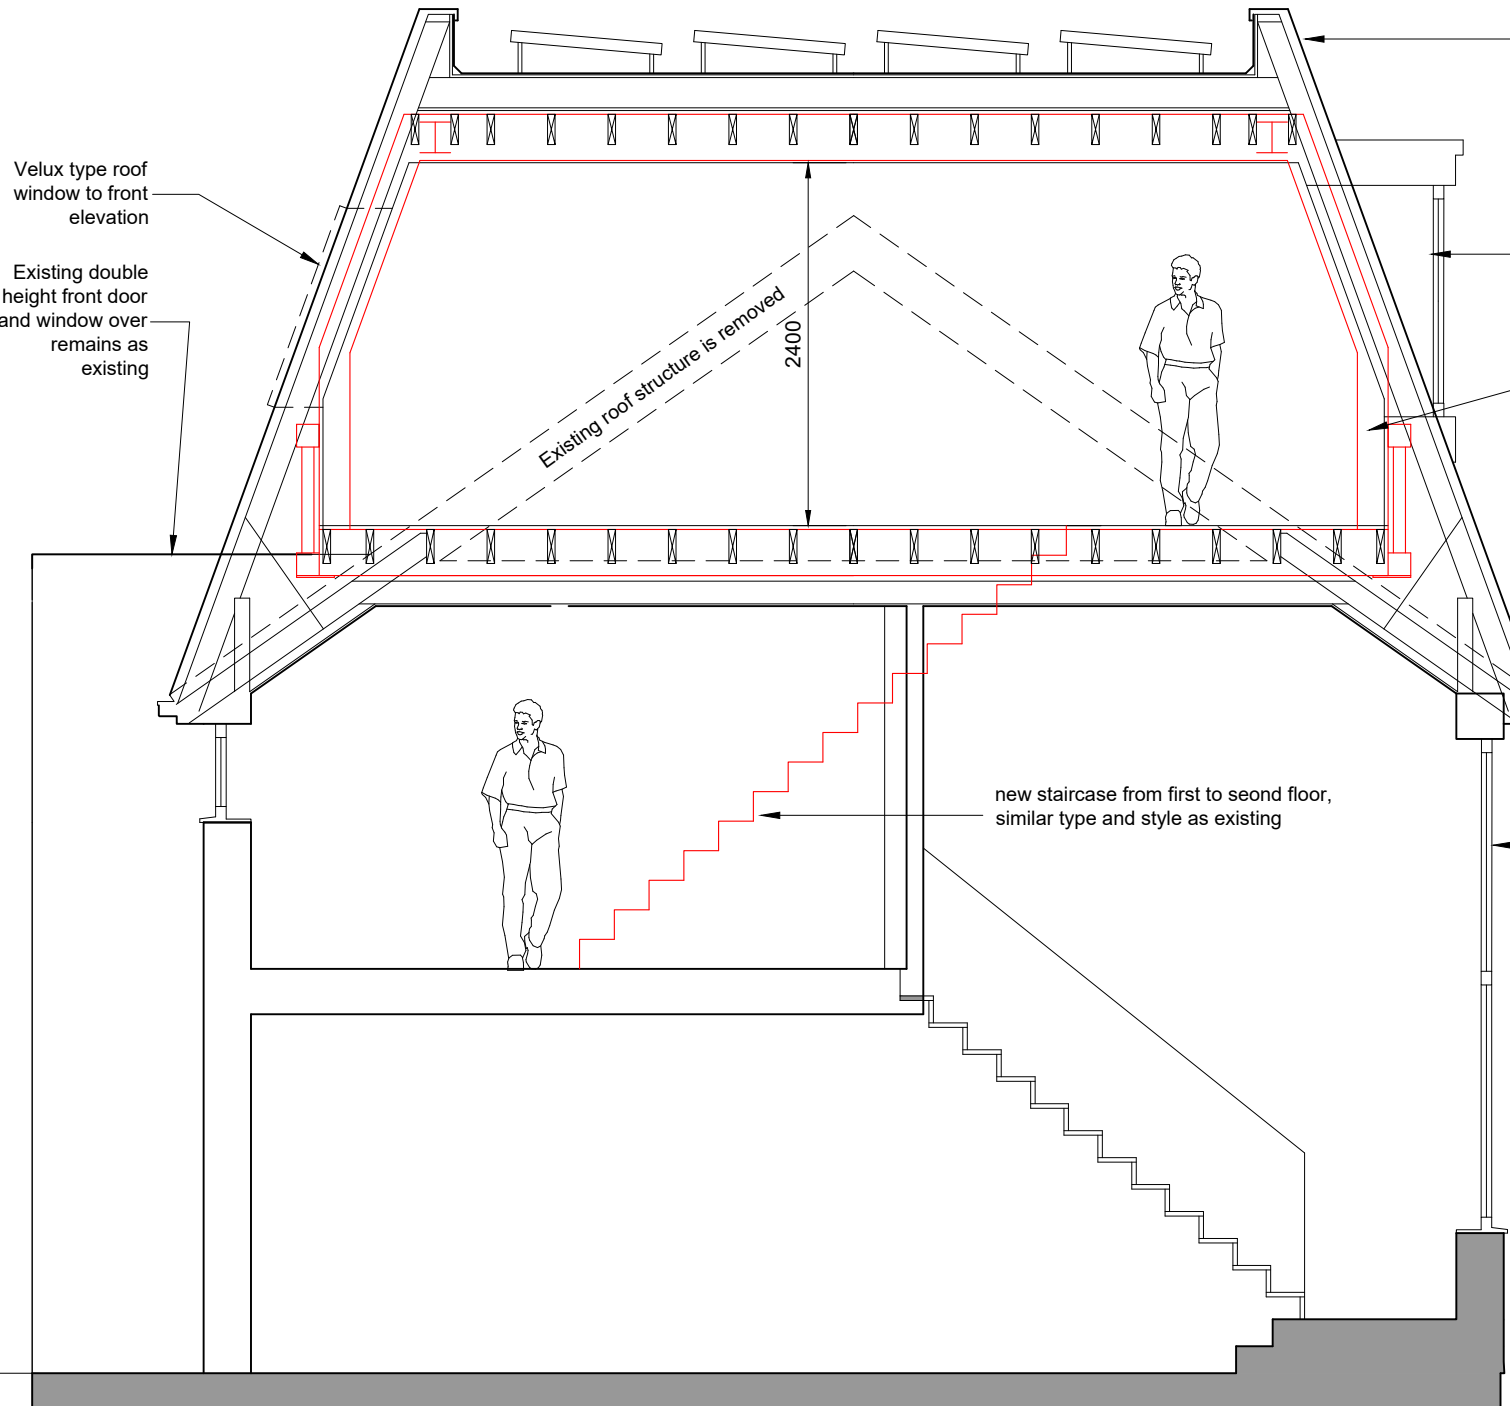 Velux type roof
window to front
elevation
Existing double
height front door
and window over
remains as
existing
Existing roof structure is removed
2400
new staircase from first to seond floor,
similar type and style as existing